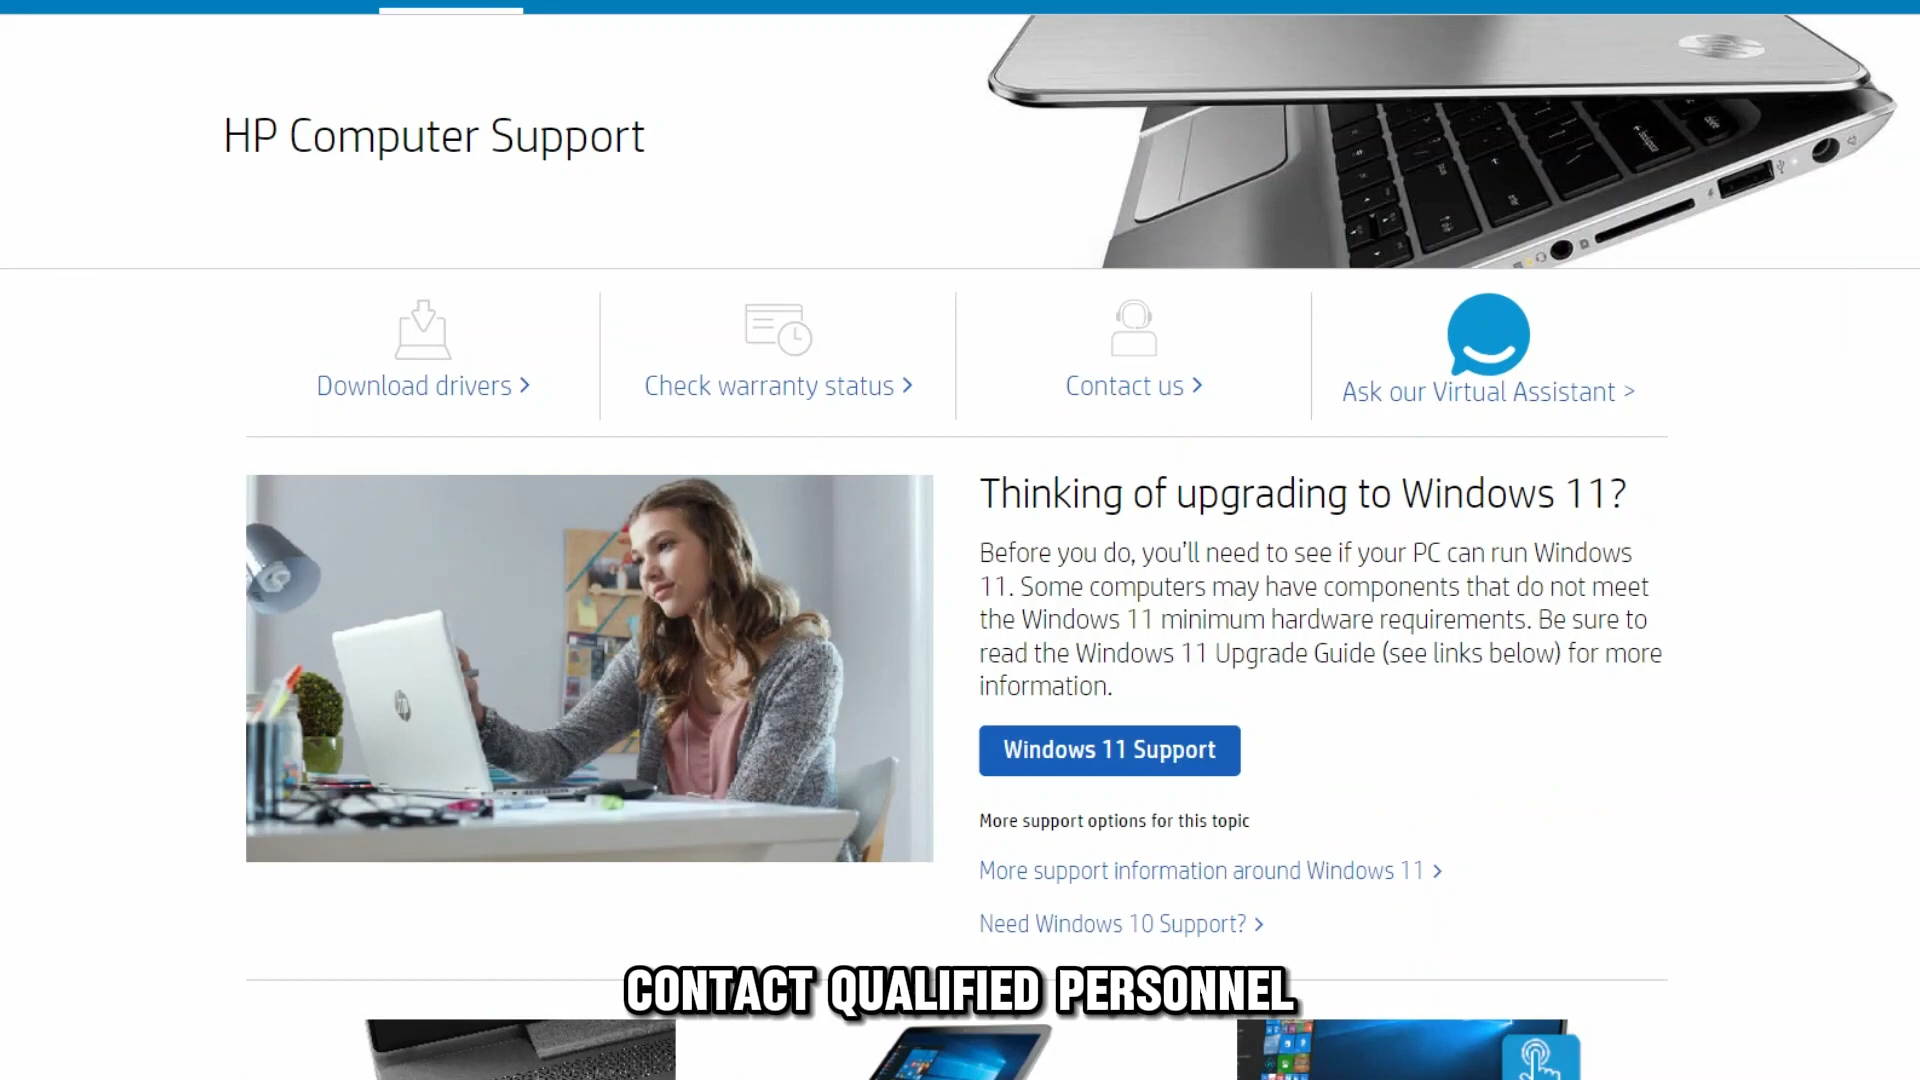 HP Computer Support
Download drivers >
Check warranty status >
Contact us >
Ask our Virtual Assistant >
Thinking of upgrading to Windows 11?
Before you do, you’ll need to see if your PC can run Windows
11. Some computers may have components that do not meet
the Windows 11 minimum hardware requirements. Be sure to
read the Windows 11 Upgrade Guide (see links below) for more
information.
Windows 11 Support
More support options for this topic
More support information around Windows 11 >
Need Windows 10 Support? >
CONTACT QUALIFIED PERSONNEL